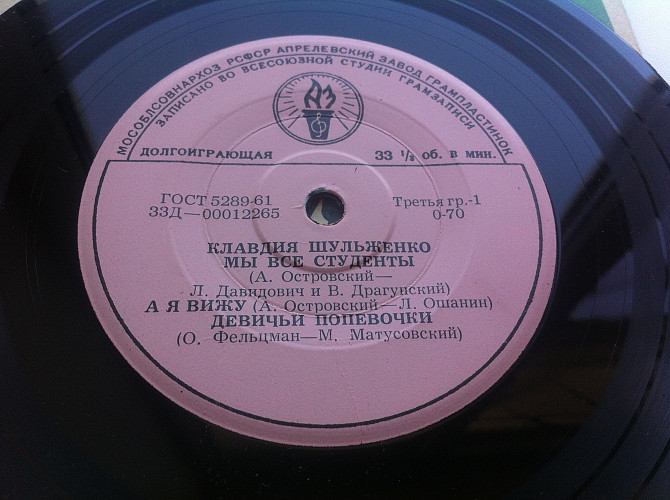 МОСОБЛСОВНАРХОЗ РСФСР АПРЕЛЕВСКИЙ ЗАВОД ГРАМПЛАСТИНОК
ЗАПИСАНО ВО ВСЕСОЮЗНОЙ СТУДИИ ГРАМЗАПИСИ
АЗ
ДОЛГОИГРАЮЩАЯ 33 1/3 об. в мин.
ГОСТ 5289-61 Третья гр.-1
33Д—00012265 0-70
КЛАВДИЯ ШУЛЬЖЕНКО
МЫ ВСЕ СТУДЕНТЫ
(А. Островский—
Л. Давидович и В. Драгунский)
А Я ВИЖУ (А. Островский—Л. Ошанин)
ДЕВИЧЬИ ПОПЕВОЧКИ
(О. Фельцман—М. Матусовский)